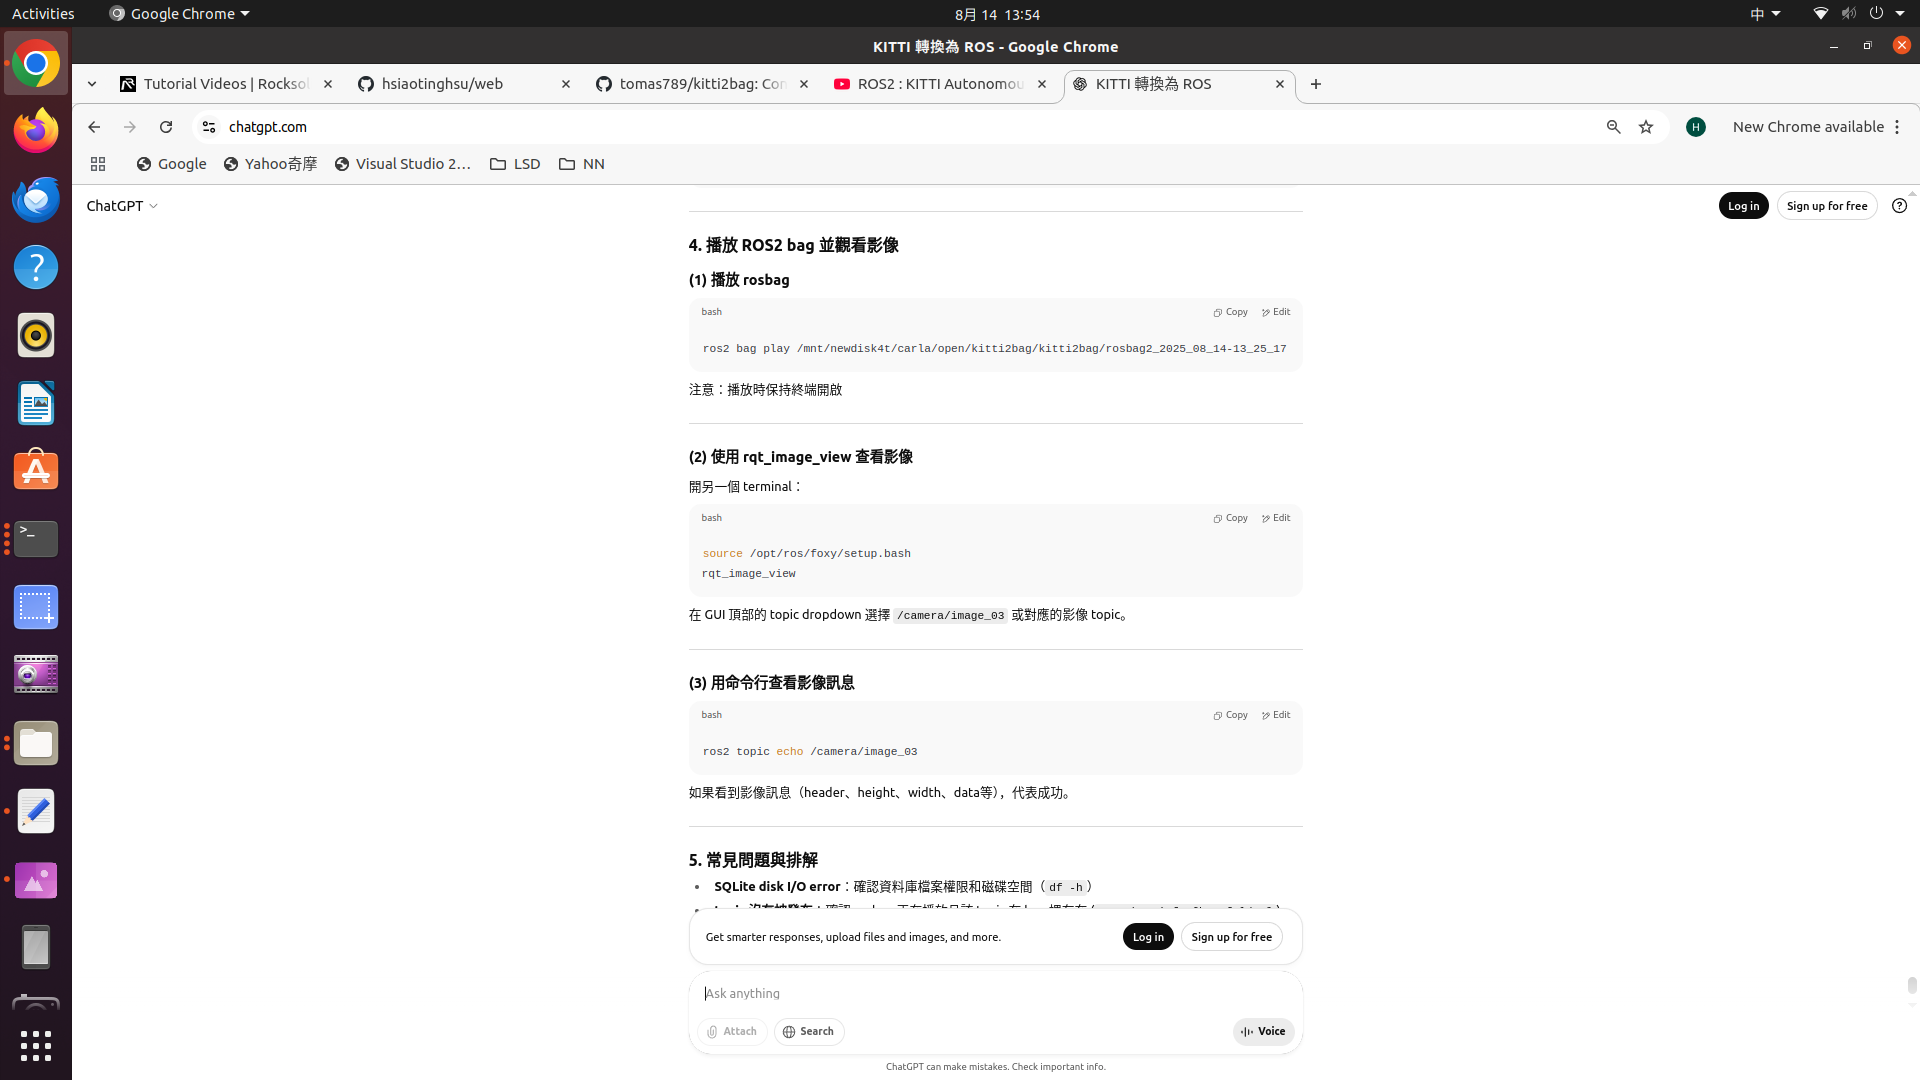 Activities
Google Chrome
8月 14 13:54
中
KITTI 轉換為 ROS - Google Chrome
Tutorial Videos | Rocksol
hsiaotinghsu/web
tomas789/kitti2bag: Con
ROS2 : KITTI Autonomou
KITTI 轉換為 ROS
chatgpt.com
H
New Chrome available
Google
Yahoo奇摩
Visual Studio 2...
LSD
NN
ChatGPT
Log in
Sign up for free
4. 播放 ROS2 bag 並觀看影像
(1) 播放 rosbag
bash
Copy
Edit
ros2 bag play /mnt/newdisk4t/carla/open/kitti2bag/kitti2bag/rosbag2_2025_08_14-13_25_17
注意：播放時保持終端開啟
(2) 使用 rqt_image_view 查看影像
開另一個 terminal：
bash
Copy
Edit
source /opt/ros/foxy/setup.bash
rqt_image_view
在 GUI 頂部的 topic dropdown 選擇 /camera/image_03 或對應的影像 topic。
(3) 用命令行查看影像訊息
bash
Copy
Edit
ros2 topic echo /camera/image_03
如果看到影像訊息（header、height、width、data等），代表成功。
5. 常見問題與排解
SQLite disk I/O error：確認資料庫檔案權限和磁碟空間（df -h）
Get smarter responses, upload files and images, and more.
Log in
Sign up for free
Ask anything
Attach
Search
Voice
ChatGPT can make mistakes. Check important info.